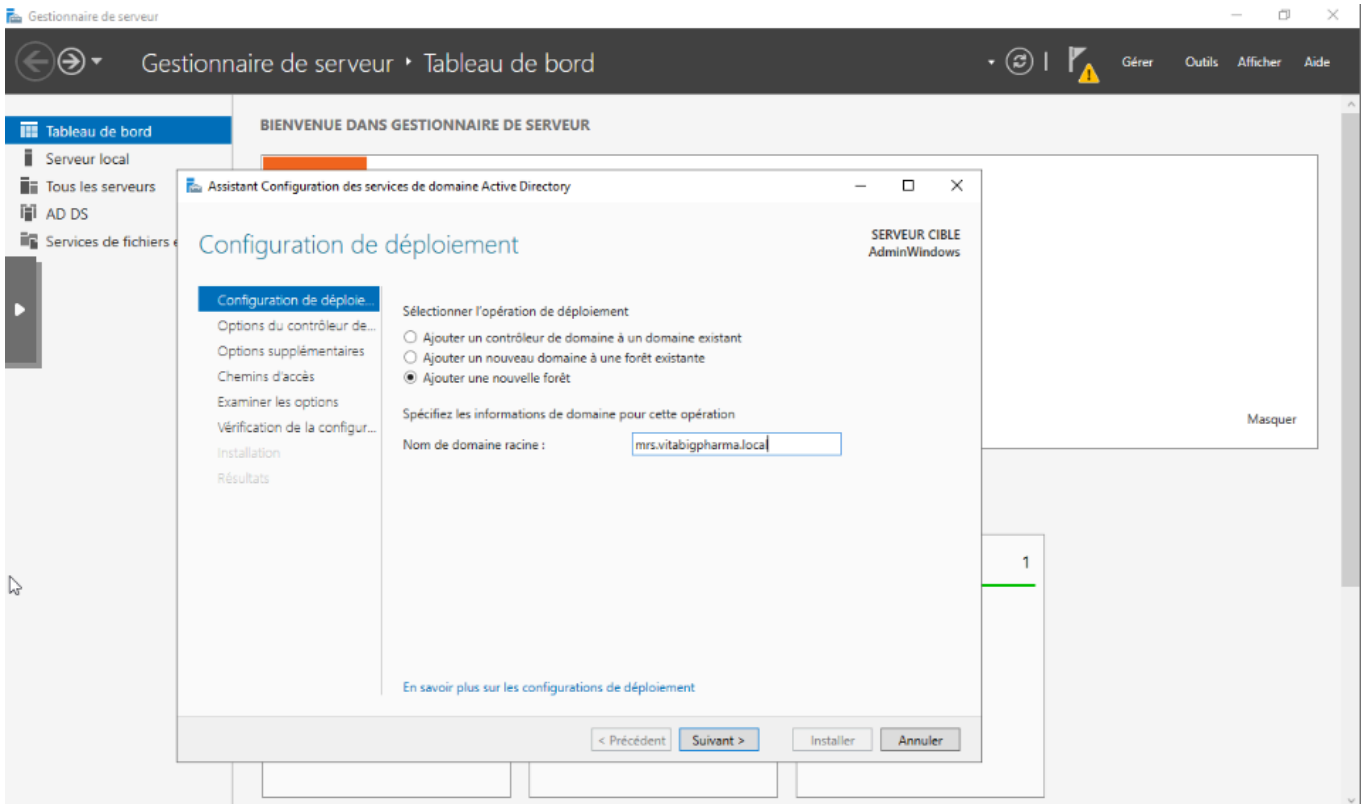 Gestionnaire de serveur
Gestionnaire de serveur ‣ Tableau de bord
Gérer Outils Afficher Aide
Tableau de bord
Serveur local
Tous les serveurs
AD DS
Services de fichiers e
BIENVENUE DANS GESTIONNAIRE DE SERVEUR
Masquer
1
Assistant Configuration des services de domaine Active Directory
Configuration de déploiement
SERVEUR CIBLE
AdminWindows
Configuration de déploie...
Options du contrôleur de...
Options supplémentaires
Chemins d'accès
Examiner les options
Vérification de la configur...
Installation
Résultats
Sélectionner l'opération de déploiement
Ajouter un contrôleur de domaine à un domaine existant
Ajouter un nouveau domaine à une forêt existante
Ajouter une nouvelle forêt
Spécifiez les informations de domaine pour cette opération
Nom de domaine racine : mrs.vitabigpharma.local
En savoir plus sur les configurations de déploiement
< Précédent Suivant > Installer Annuler